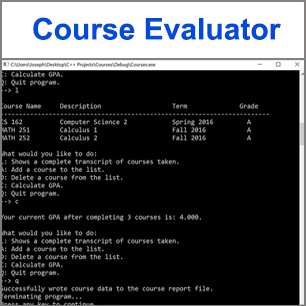 Course Evaluator
C:\Users\Joseph\Desktop\C++ Projects\Courses\Debug\Courses.exe
C: Calculate GPA.
Q: Quit program.
--> l
Course Name Description Term Grade
CS 162 Computer Science 2 Spring 2016 A
MATH 251 Calculus 1 Fall 2016 A
MATH 252 Calculus 2 Fall 2016 A
What would you like to do:
L: Shows a complete transcript of courses taken.
A: Add a course to the list.
D: Delete a course from the list.
C: Calculate GPA.
Q: Quit program.
--> c
Your current GPA after completing 3 courses is: 4.000.
What would you like to do:
L: Shows a complete transcript of courses taken.
A: Add a course to the list.
D: Delete a course from the list.
C: Calculate GPA.
Q: Quit program.
--> q
Successfully wrote course data to the course report file.
Terminating program...
Press any key to continue